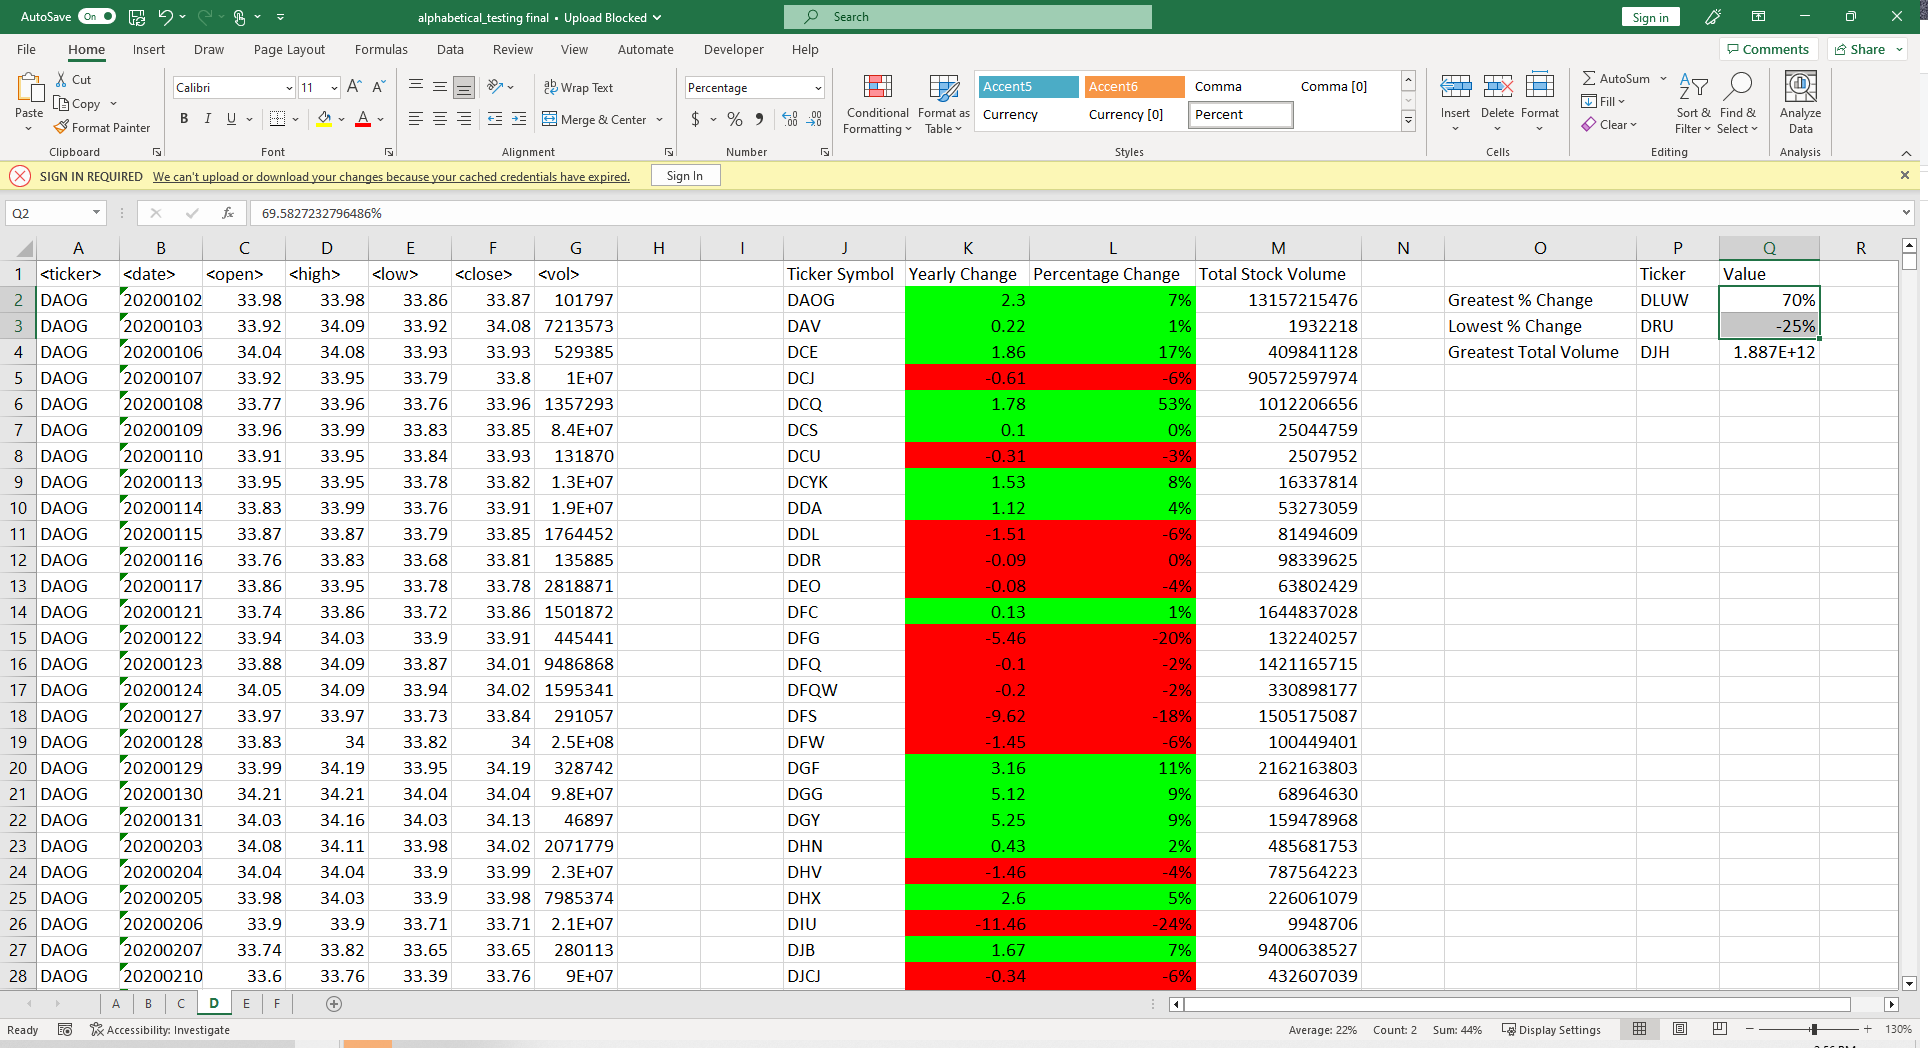 AutoSave On alphabetical_testing final • Upload Blocked Search Sign in
File Home Insert Draw Page Layout Formulas Data Review View Automate Developer Help Comments Share
Paste Cut Copy Format Painter Clipboard
Calibri 11 A A B I U A Font
ab Wrap Text Merge & Center Alignment
Percentage $ % 9 Number
Conditional Formatting Format as Table
Accent5 Accent6 Comma Comma [0]
Currency Currency [0] Percent
Styles
Insert Delete Format Cells
AutoSum Fill Clear Sort & Filter Find & Select Editing
Analyze Data Analysis
SIGN IN REQUIRED We can't upload or download your changes because your cached credentials have expired. Sign In
Q2 fx 69.5827232796486%
A B C D E F G H I J K L M N O P Q R
1 <ticker> <date> <open> <high> <low> <close> <vol> Ticker Symbol Yearly Change Percentage Change Total Stock Volume Ticker Value
2 DAOG 20200102 33.98 33.98 33.86 33.87 101797 DAOG 2.3 7% 13157215476 Greatest % Change DLUW 70%
3 DAOG 20200103 33.92 34.09 33.92 34.08 7213573 DAV 0.22 1% 1932218 Lowest % Change DRU -25%
4 DAOG 20200106 34.04 34.08 33.93 33.93 529385 DCE 1.86 17% 409841128 Greatest Total Volume DJH 1.887E+12
5 DAOG 20200107 33.92 33.95 33.79 33.8 1E+07 DCJ -0.61 -6% 90572597974
6 DAOG 20200108 33.77 33.96 33.76 33.96 1357293 DCQ 1.78 53% 1012206656
7 DAOG 20200109 33.96 33.99 33.83 33.85 8.4E+07 DCS 0.1 0% 25044759
8 DAOG 20200110 33.91 33.95 33.84 33.93 131870 DCU -0.31 -3% 2507952
9 DAOG 20200113 33.95 33.95 33.78 33.82 1.3E+07 DCYK 1.53 8% 16337814
10 DAOG 20200114 33.83 33.99 33.76 33.91 1.9E+07 DDA 1.12 4% 53273059
11 DAOG 20200115 33.87 33.87 33.79 33.85 1764452 DDL -1.51 -6% 81494609
12 DAOG 20200116 33.76 33.83 33.68 33.81 135885 DDR -0.09 0% 98339625
13 DAOG 20200117 33.86 33.95 33.78 33.78 2818871 DEO -0.08 -4% 63802429
14 DAOG 20200121 33.74 33.86 33.72 33.86 1501872 DFC 0.13 1% 1644837028
15 DAOG 20200122 33.94 34.03 33.9 33.91 445441 DFG -5.46 -20% 132240257
16 DAOG 20200123 33.88 34.09 33.87 34.01 9486868 DFQ -0.1 -2% 1421165715
17 DAOG 20200124 34.05 34.09 33.94 34.02 1595341 DFQW -0.2 -2% 330898177
18 DAOG 20200127 33.97 33.97 33.73 33.84 291057 DFS -9.62 -18% 1505175087
19 DAOG 20200128 33.83 34 33.82 34 2.5E+08 DFW -1.45 -6% 100449401
20 DAOG 20200129 33.99 34.19 33.95 34.19 328742 DGF 3.16 11% 2162163803
21 DAOG 20200130 34.21 34.21 34.04 34.04 9.8E+07 DGG 5.12 9% 68964630
22 DAOG 20200131 34.03 34.16 34.03 34.13 46897 DGY 5.25 9% 159478968
23 DAOG 20200203 34.08 34.11 33.98 34.02 2071779 DHN 0.43 2% 485681753
24 DAOG 20200204 34.04 34.04 33.9 33.99 2.3E+07 DHV -1.46 -4% 787564223
25 DAOG 20200205 33.98 34.03 33.9 33.98 7985374 DHX 2.6 5% 226061079
26 DAOG 20200206 33.9 33.9 33.71 33.71 2.1E+07 DIU -11.46 -24% 9948706
27 DAOG 20200207 33.74 33.82 33.65 33.65 280113 DJB 1.67 7% 9400638527
28 DAOG 20200210 33.6 33.76 33.39 33.76 9E+07 DJCJ -0.34 -6% 432607039
A B C D E F
Ready Accessibility: Investigate Average: 22% Count: 2 Sum: 44% Display Settings 130%